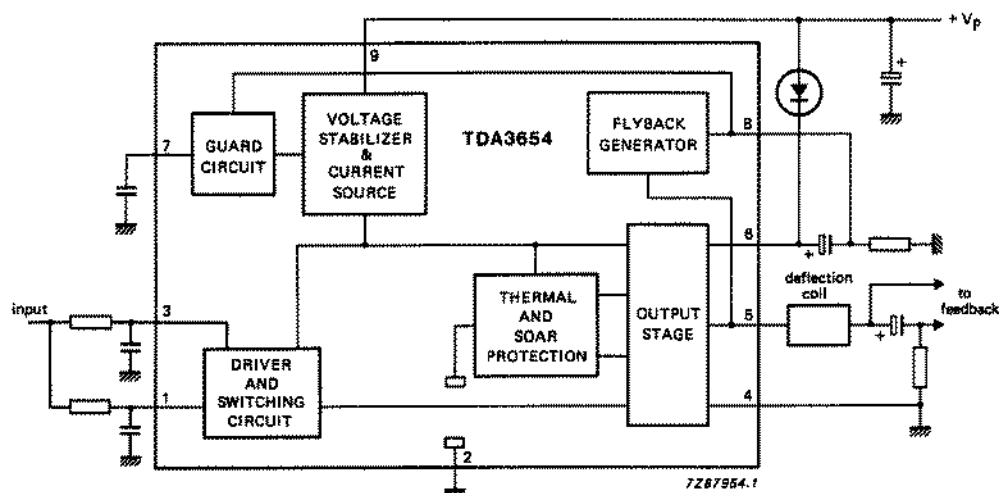 + Vp
9
VOLTAGE
STABILIZER
&
CURRENT
SOURCE
TDA3654
FLYBACK
GENERATOR
8
7
GUARD
CIRCUIT
6
+
+
deflection
coil
to
feedback
input
3
THERMAL
AND
SOAR
PROTECTION
OUTPUT
STAGE
5
+
DRIVER
AND
SWITCHING
CIRCUIT
1
4
2
7Z87954.1